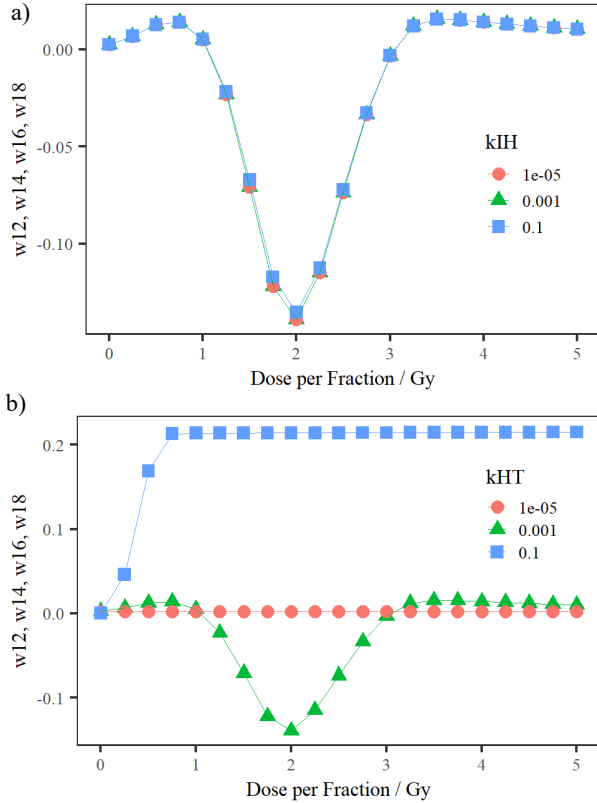 a)
0.00
-0.05
-0.10
w12, w14, w16, w18
kIH
1e-05
0.001
0.1
0 1 2 3 4 5
Dose per Fraction / Gy
b)
0.2
0.1
0.0
-0.1
w12, w14, w16, w18
kHT
1e-05
0.001
0.1
0 1 2 3 4 5
Dose per Fraction / Gy